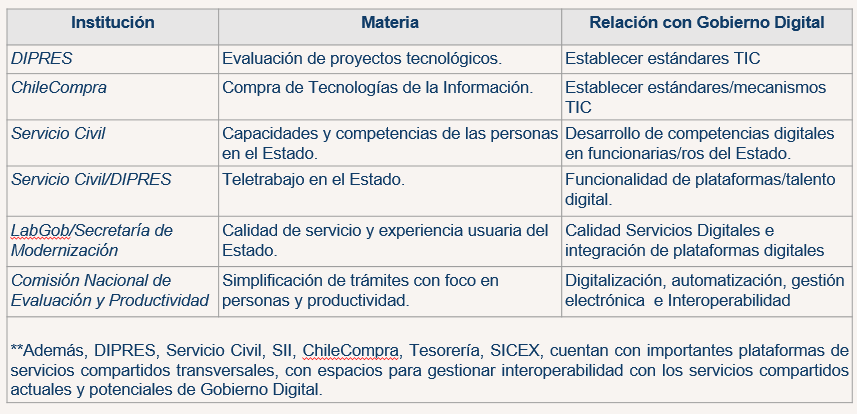 Institución Materia Relación con Gobierno Digital
DIPRES Evaluación de proyectos tecnológicos. Establecer estándares TIC
ChileCompra Compra de Tecnologías de la Información. Establecer estándares/mecanismos
TIC
Servicio Civil Capacidades y competencias de las personas Desarrollo de competencias digitales
en el Estado. en funcionarias/ros del Estado.
Servicio Civil/DIPRES Teletrabajo en el Estado. Funcionalidad de plataformas/talento
digital.
LabGob/Secretaría de Calidad de servicio y experiencia usuaria del Calidad Servicios Digitales e
Modernización Estado. integración de plataformas digitales
Comisión Nacional de Simplificación de trámites con foco en Digitalización, automatización, gestión
Evaluación y Productividad personas y productividad. electrónica e Interoperabilidad
**Además, DIPRES, Servicio Civil, SII, ChileCompra, Tesorería, SICEX, cuentan con importantes plataformas de
servicios compartidos transversales, con espacios para gestionar interoperabilidad con los servicios compartidos
actuales y potenciales de Gobierno Digital.